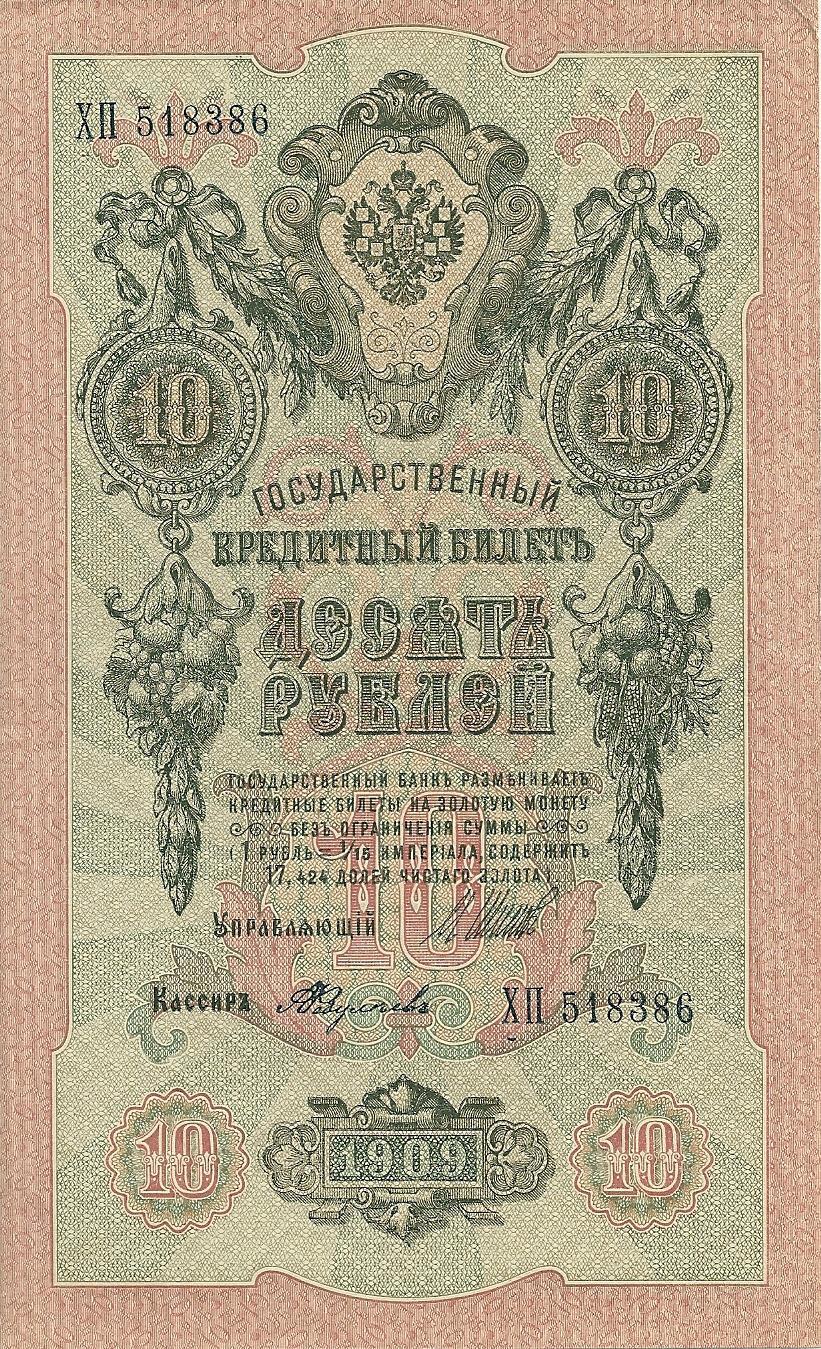 ХП 518386
10 10
ГОСУДАРСТВЕННЫЙ
КРЕДИТНЫЙ БИЛЕТЪ
ДЕСЯТЬ
РУБЛЕЙ
ГОСУДАРСТВЕННЫЙ БАНКЪ РАЗМѢНИВАЕТЪ
КРЕДИТНЫЕ БИЛЕТЫ НА ЗОЛОТУЮ МОНЕТУ
БЕЗЪ ОГРАНИЧЕНІЯ СУММЫ
(1 РУБЛЬ = 1/15 ИМПЕРІАЛА, СОДЕРЖИТЪ
17,424 ДОЛЕЙ ЧИСТАГО ЗОЛОТА)
10
УПРАВЛЯЮЩІЙ
Кассиръ
ХП 518386
10 1909 10